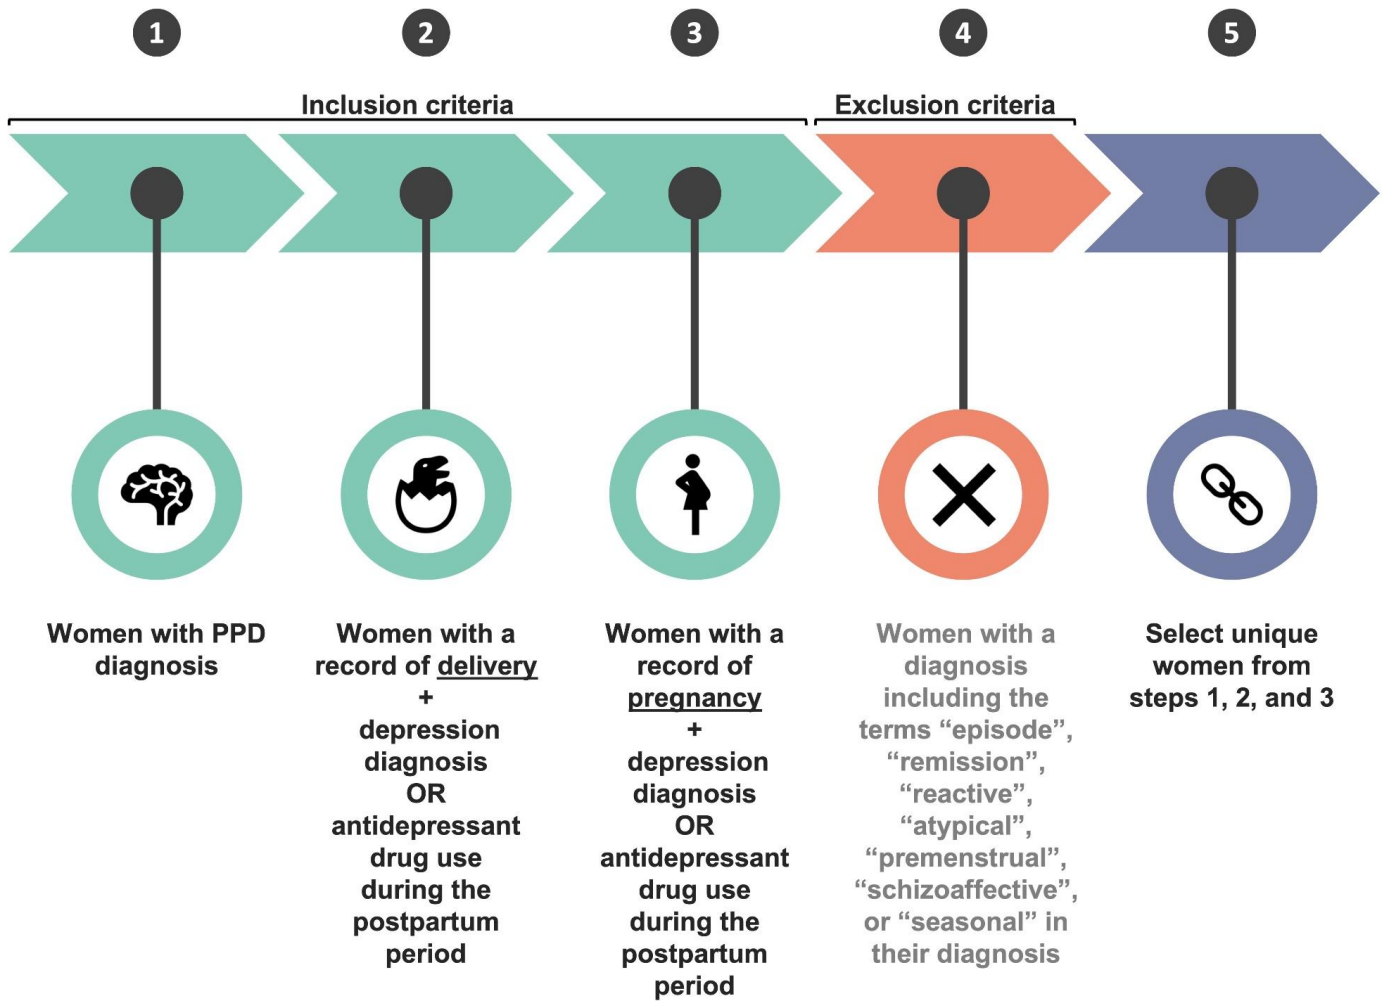 1
2
3
4
5
Inclusion criteria
Exclusion criteria
Women with PPD
diagnosis
Women with a
record of delivery
+
depression
diagnosis
OR
antidepressant
drug use
during the
postpartum
period
Women with a
record of
pregnancy
+
depression
diagnosis
OR
antidepressant
drug use
during the
postpartum
period
Women with a
diagnosis
including the
terms “episode”,
“remission”,
“reactive”,
“atypical”,
“premenstrual”,
“schizoaffective”,
or “seasonal” in
their diagnosis
Select unique
women from
steps 1, 2, and 3